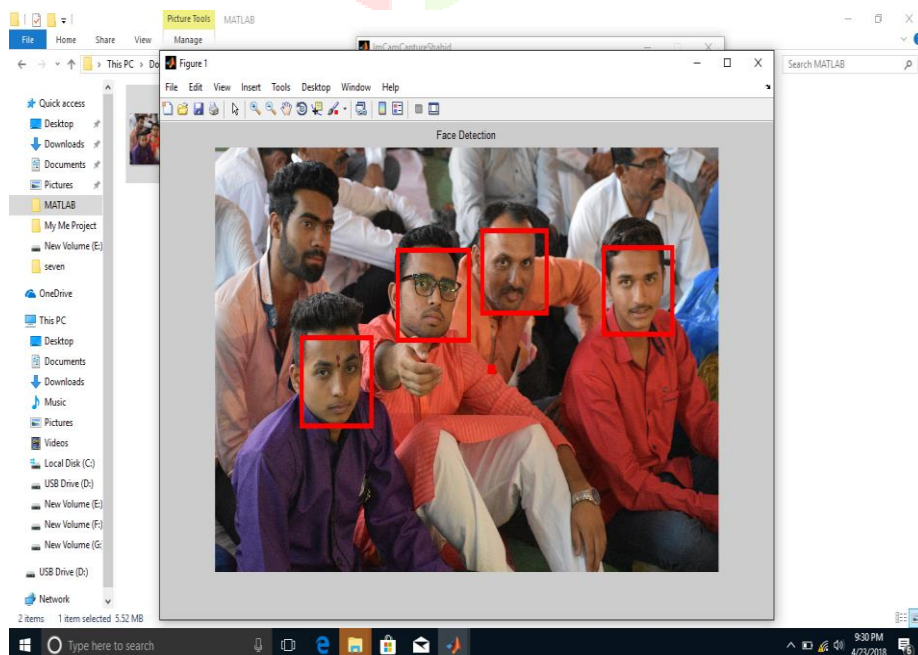 Picture Tools MATLAB
File Home Share View Manage
ImCamCaptureShahid
This PC > Do
Search MATLAB
Figure 1
File Edit View Insert Tools Desktop Window Help
Face Detection
Quick access
Desktop
Downloads
Documents
Pictures
MATLAB
My Me Project
New Volume (E:)
seven
OneDrive
This PC
Desktop
Documents
Downloads
Music
Pictures
Videos
Local Disk (C:)
USB Drive (D:)
New Volume (E:)
New Volume (F:)
New Volume (G:
USB Drive (D:)
Network
2 items 1 item selected 5.52 MB
Type here to search
9:30 PM
4/23/2018